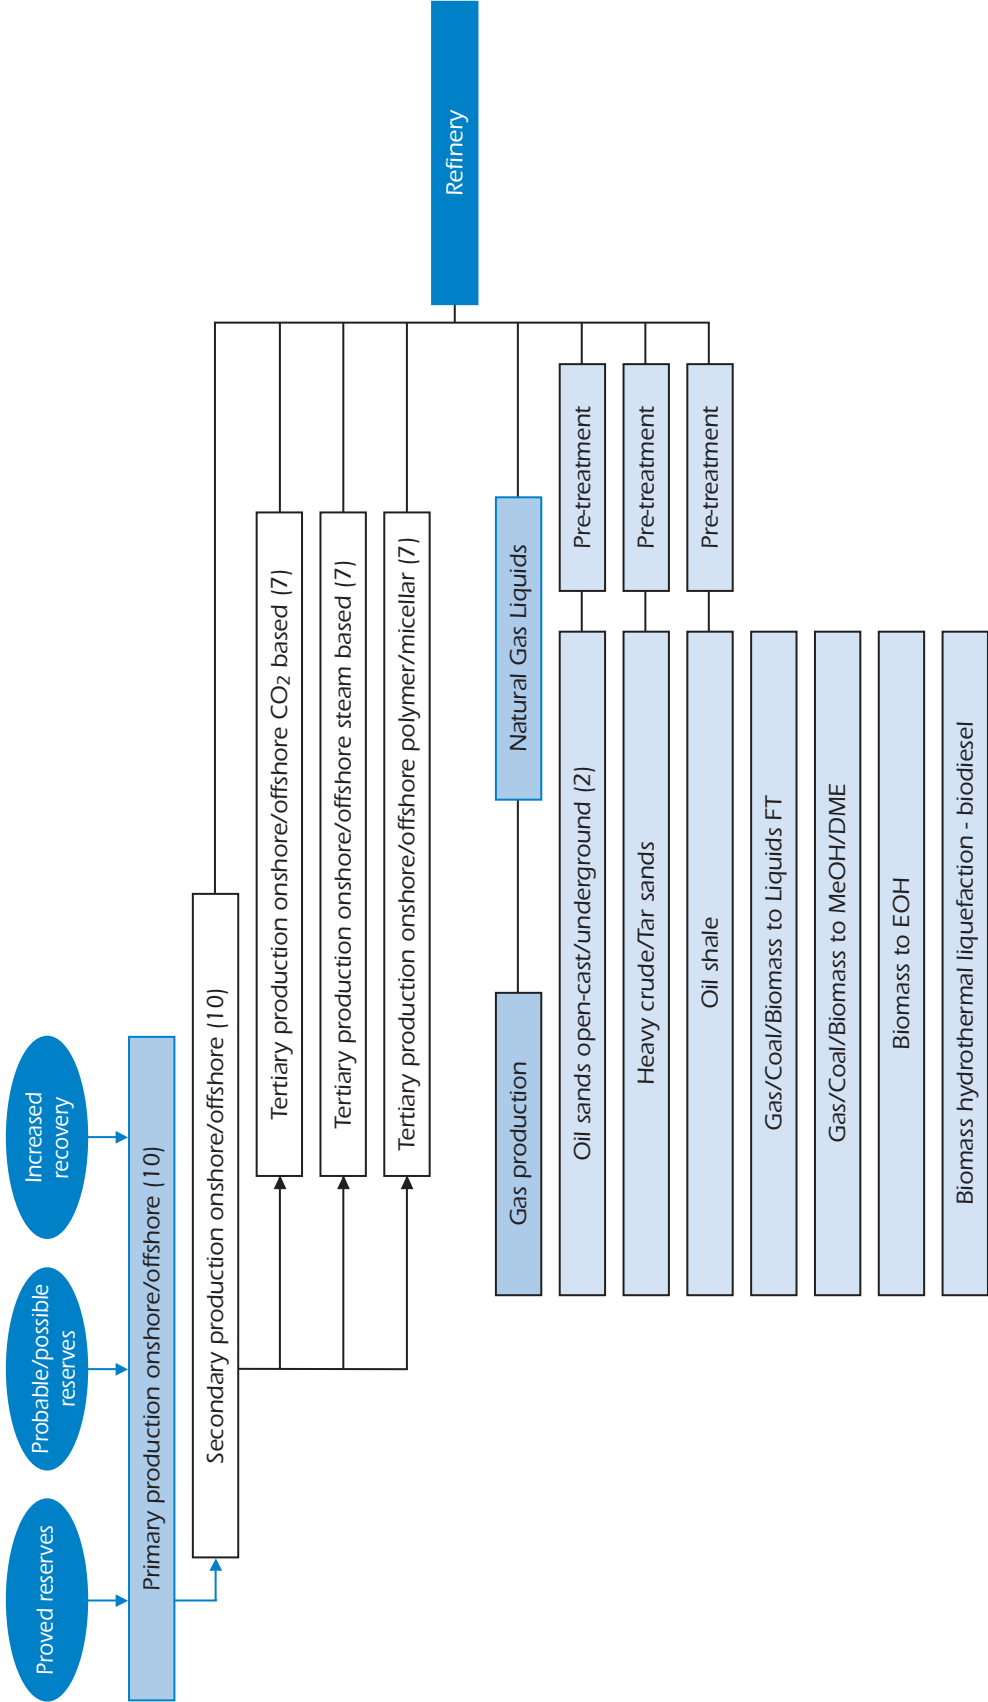 Proved reserves
Probable/possible
reserves
Increased
recovery
Primary production onshore/offshore (10)
Secondary production onshore/offshore (10)
Tertiary production onshore/offshore CO2 based (7)
Tertiary production onshore/offshore steam based (7)
Tertiary production onshore/offshore polymer/micellar (7)
Refinery
Gas production
Natural Gas Liquids
Oil sands open-cast/underground (2)
Pre-treatment
Heavy crude/Tar sands
Pre-treatment
Oil shale
Pre-treatment
Gas/Coal/Biomass to Liquids FT
Gas/Coal/Biomass to MeOH/DME
Biomass to EOH
Biomass hydrothermal liquefaction - biodiesel